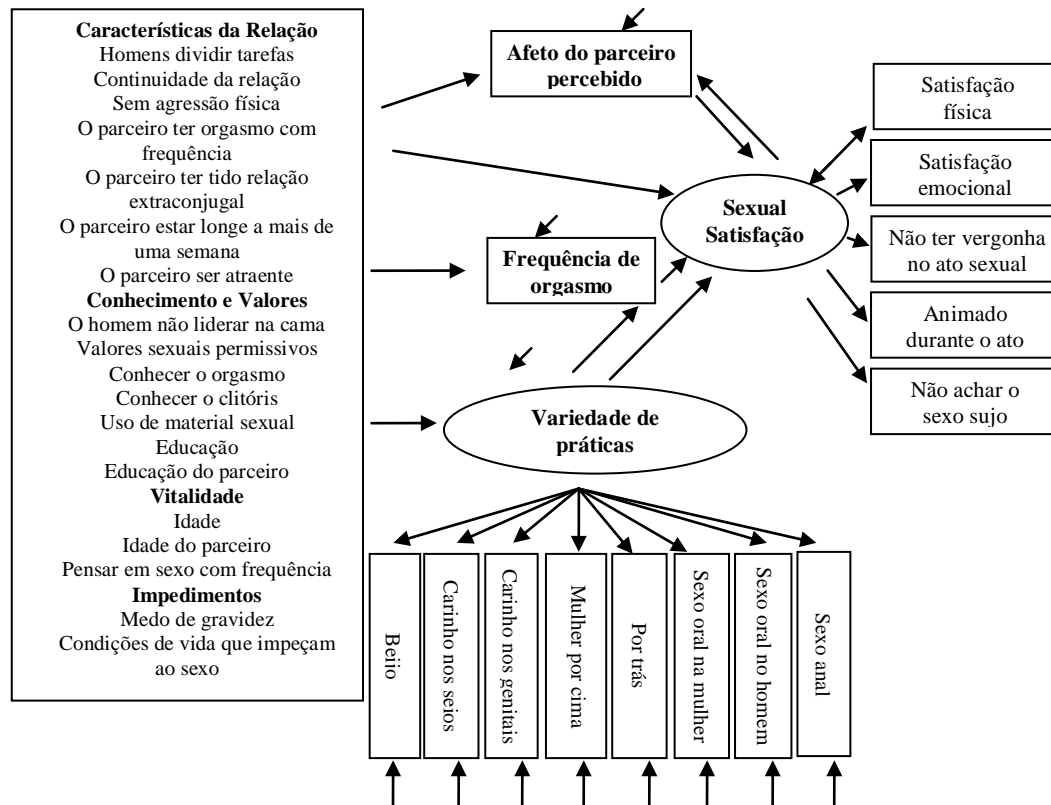 Características da Relação
Homens dividir tarefas
Continuidade da relação
Sem agressão física
O parceiro ter orgasmo com
frequência
O parceiro ter tido relação
extraconjugal
O parceiro estar longe a mais de
uma semana
O parceiro ser atraente
Conhecimento e Valores
O homem não liderar na cama
Valores sexuais permissivos
Conhecer o orgasmo
Conhecer o clitóris
Uso de material sexual
Educação
Educação do parceiro
Vitalidade
Idade
Idade do parceiro
Pensar em sexo com frequência
Impedimentos
Medo de gravidez
Condições de vida que impeçam
ao sexo
Afeto do parceiro
percebido
Frequência de
orgasmo
Variedade de
práticas
Sexual
Satisfação
Satisfação
física
Satisfação
emocional
Não ter vergonha
no ato sexual
Animado
durante o ato
Não achar o
sexo sujo
Beijo
Carinho nos seios
Carinho nos genitais
Mulher por cima
Por trás
Sexo oral na mulher
Sexo oral no homem
Sexo anal